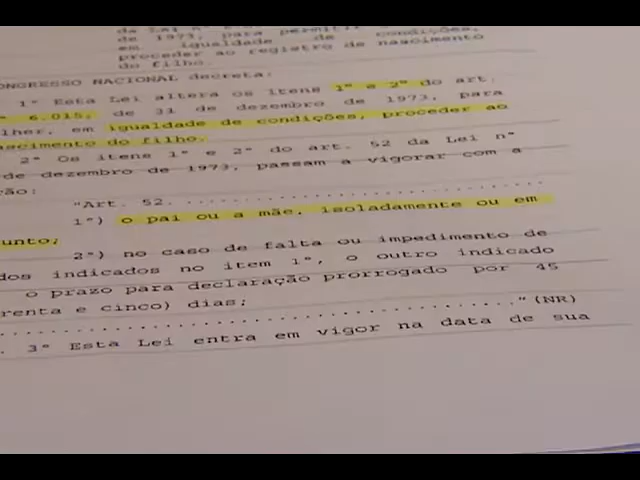 de 1973, para permitir
em igualdade de condições,
proceder ao registro de nascimento
do filho.
ONGRESSO NACIONAL decreta:
1º Esta Lei altera os itens 1º e 2º do art.
º 6.015, de 31 de dezembro de 1973, para
lher, em igualdade de condições, proceder ao
ascimento do filho.
2º Os itens 1º e 2º do art. 52 da Lei nº
de dezembro de 1973, passam a vigorar com a
ção:
"Art. 52. ........................................
1º) o pai ou a mãe, isoladamente ou em
unto;
2º) no caso de falta ou impedimento de
dos indicados no item 1º, o outro indicado
o prazo para declaração prorrogado por 45
renta e cinco) dias;
.................................................."(NR)
. 3º Esta Lei entra em vigor na data de sua